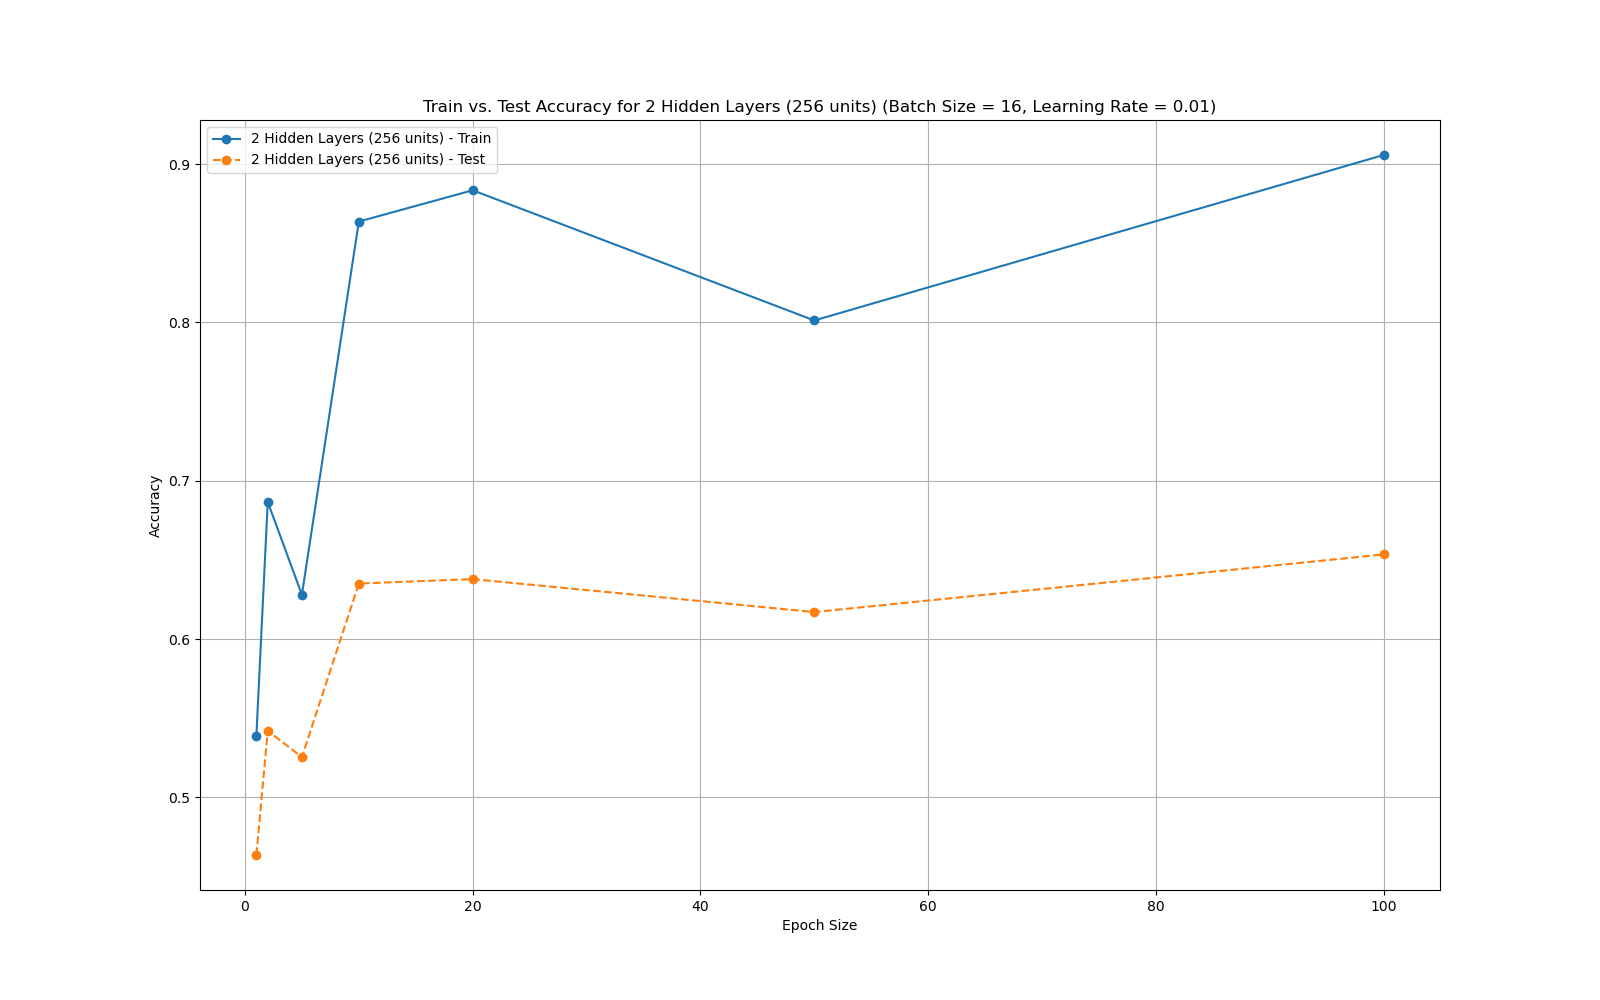 Train vs. Test Accuracy for 2 Hidden Layers (256 units) (Batch Size = 16, Learning Rate = 0.01)
2 Hidden Layers (256 units) - Train
2 Hidden Layers (256 units) - Test
0.9
0.8
0.7
0.6
0.5
Accuracy
0 20 40 60 80 100
Epoch Size